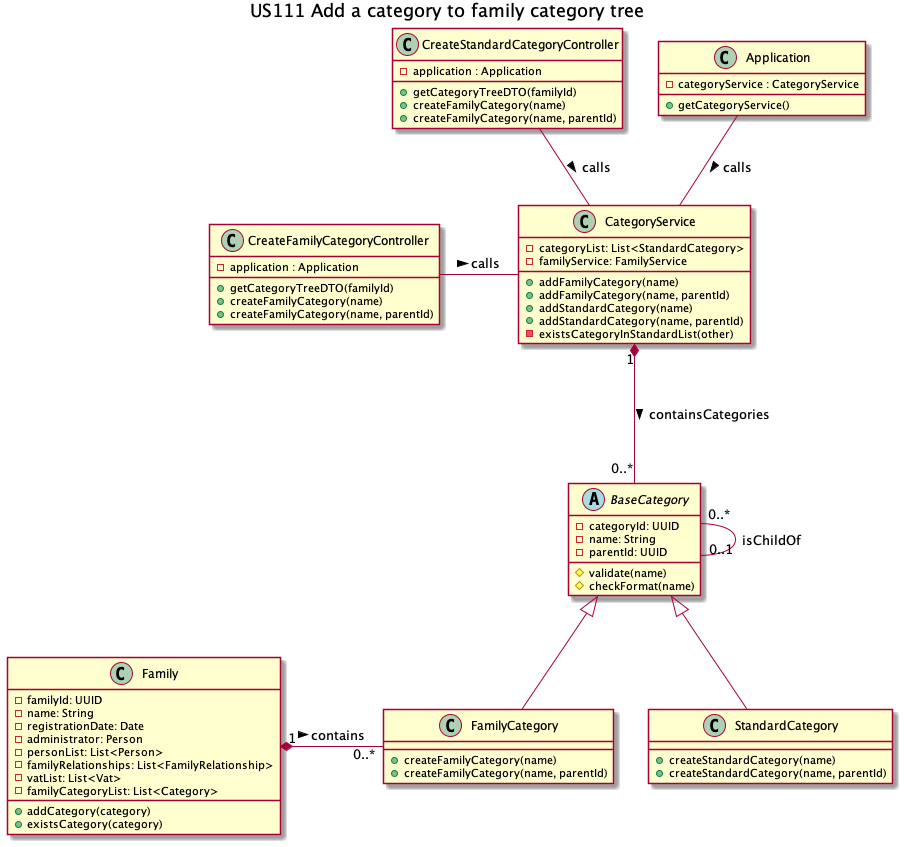 US111 Add a category to family category tree
C CreateStandardCategoryController
application : Application
getCategoryTreeDTO(familyId)
createFamilyCategory(name)
createFamilyCategory(name, parentId)
C Application
categoryService : CategoryService
getCategoryService()
calls
calls
C CreateFamilyCategoryController
application : Application
getCategoryTreeDTO(familyId)
createFamilyCategory(name)
createFamilyCategory(name, parentId)
calls
C CategoryService
categoryList: List<StandardCategory>
familyService: FamilyService
addFamilyCategory(name)
addFamilyCategory(name, parentId)
addStandardCategory(name)
addStandardCategory(name, parentId)
existsCategoryInStandardList(other)
1
containsCategories
0..*
A BaseCategory
categoryId: UUID
name: String
parentId: UUID
validate(name)
checkFormat(name)
0..*
isChildOf
0..1
C Family
familyId: UUID
name: String
registrationDate: Date
administrator: Person
personList: List<Person>
familyRelationships: List<FamilyRelationship>
vatList: List<Vat>
familyCategoryList: List<Category>
addCategory(category)
existsCategory(category)
1
contains
0..*
C FamilyCategory
createFamilyCategory(name)
createFamilyCategory(name, parentId)
C StandardCategory
createStandardCategory(name)
createStandardCategory(name, parentId)